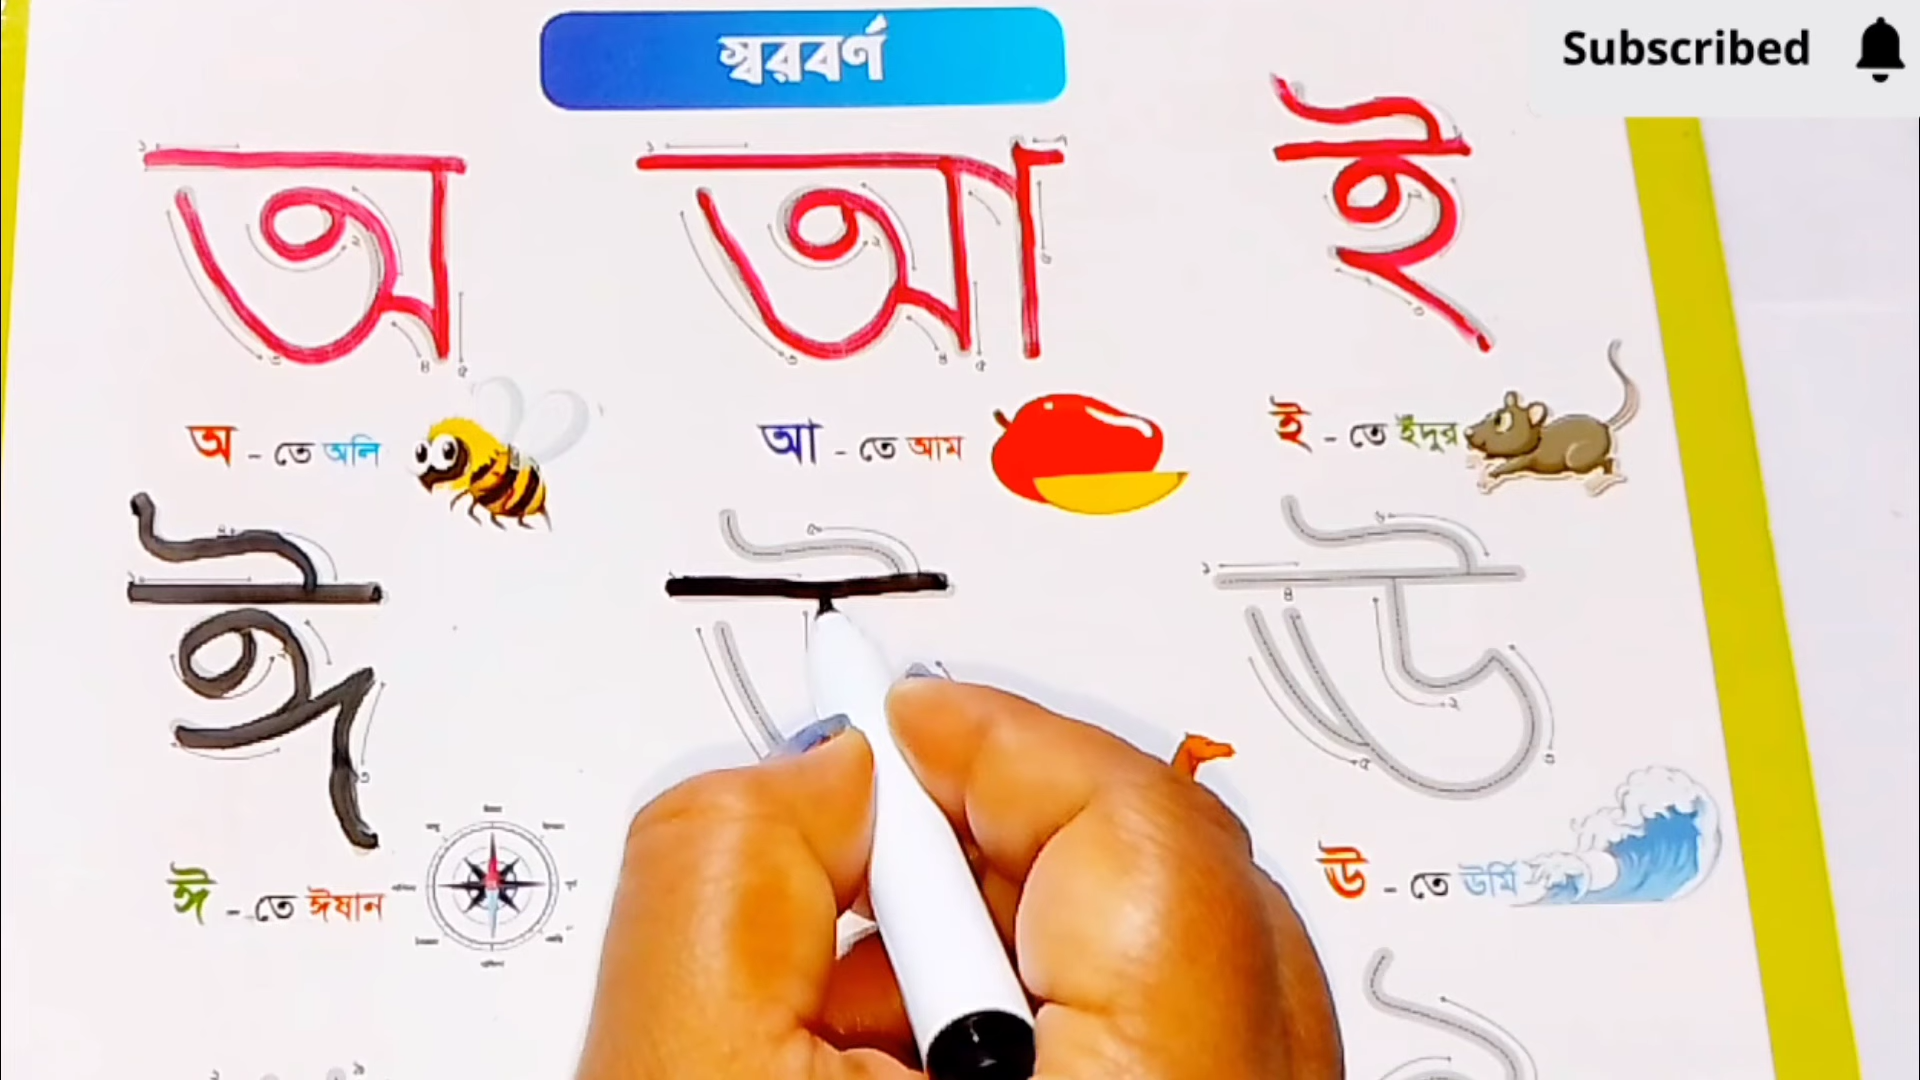 Subscribed
স্বরবর্ণ
অ আ ই
অ - তে অলি
আ - তে আম
ই - তে ইঁদুর
ঈ
ঊ
ঈ - তে ঈষান
ঊ - তে ঊর্মি